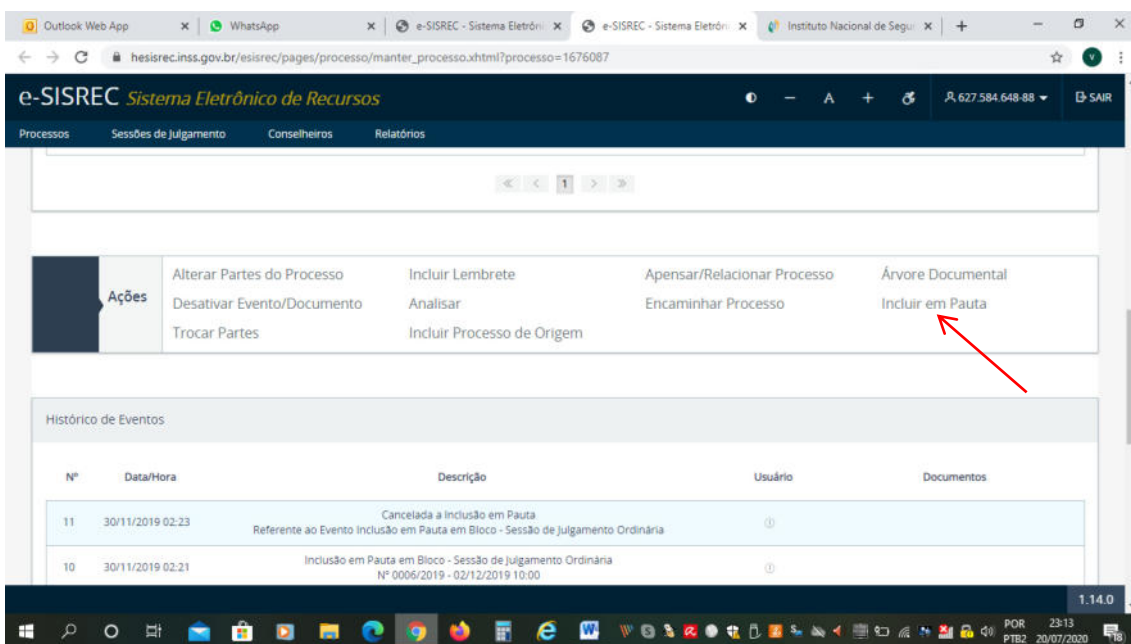 Outlook Web App
WhatsApp
e-SISREC - Sistema Eletrôni
e-SISREC - Sistema Eletrôni
Instituto Nacional de Segu
hesisrec.inss.gov.br/esisrec/pages/processo/manter_processo.xhtml?processo=1676087
V
e-SISREC Sistema Eletrônico de Recursos
A
627.584.648-88
SAIR
Processos
Sessões de Julgamento
Conselheiros
Relatórios
1
Ações
Alterar Partes do Processo
Incluir Lembrete
Apensar/Relacionar Processo
Árvore Documental
Desativar Evento/Documento
Analisar
Encaminhar Processo
Incluir em Pauta
Trocar Partes
Incluir Processo de Origem
Histórico de Eventos
Nº
Data/Hora
Descrição
Usuário
Documentos
11
30/11/2019 02:23
Cancelada a Inclusão em Pauta
Referente ao Evento Inclusão em Pauta em Bloco - Sessão de Julgamento Ordinária
10
30/11/2019 02:21
Inclusão em Pauta em Bloco - Sessão de Julgamento Ordinária
Nº 0006/2019 - 02/12/2019 10:00
1.14.0
POR
PTB2
23:13
20/07/2020
18